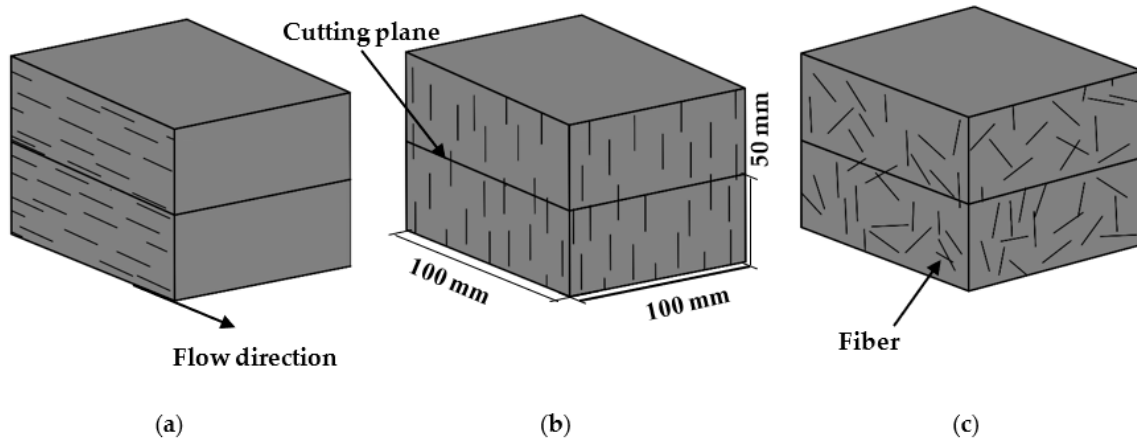 Cutting plane
50 mm
100 mm
100 mm
Flow direction
Fiber
(a)
(b)
(c)